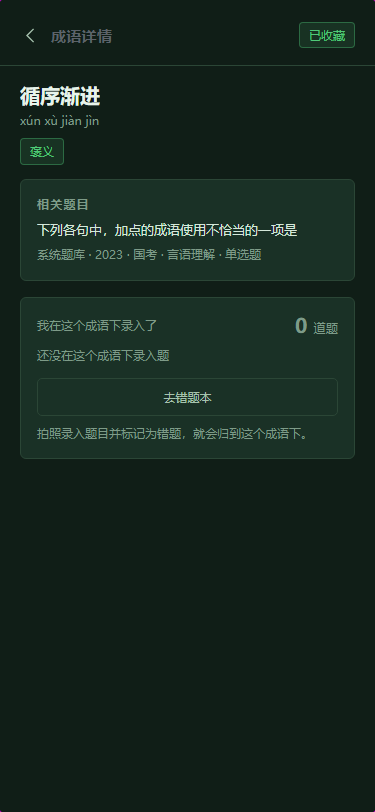 成语详情
已收藏
循序渐进
xún xù jiàn jìn
褒义
相关题目
下列各句中，加点的成语使用不恰当的一项是
系统题库 · 2023 · 国考 · 言语理解 · 单选题
我在这个成语下录入了
0 道题
还没在这个成语下录入题
去错题本
拍照录入题目并标记为错题，就会归到这个成语下。